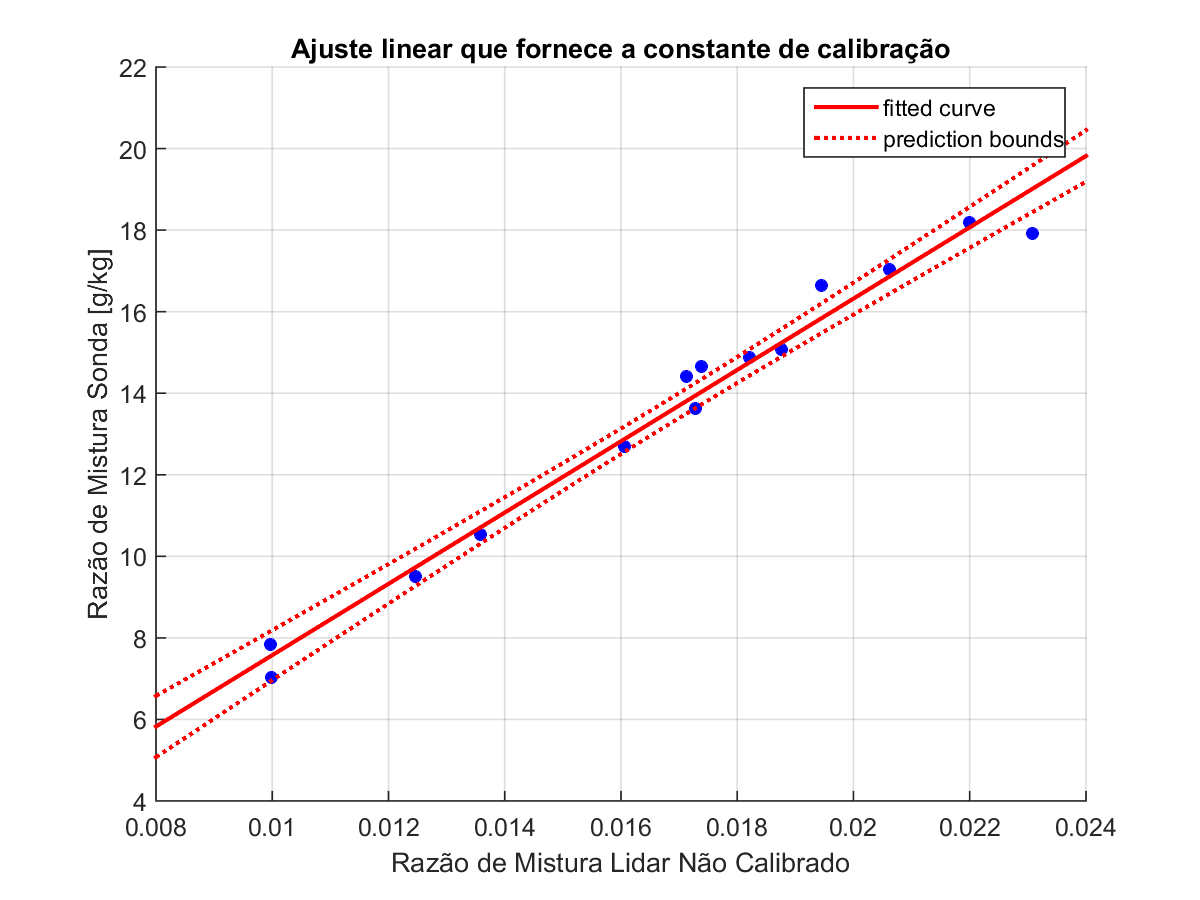 Ajuste linear que fornece a constante de calibração
22
20
18
16
14
12
10
8
6
4
fitted curve
prediction bounds
Razão de Mistura Sonda [g/kg]
0.008 0.01 0.012 0.014 0.016 0.018 0.02 0.022 0.024
Razão de Mistura Lidar Não Calibrado